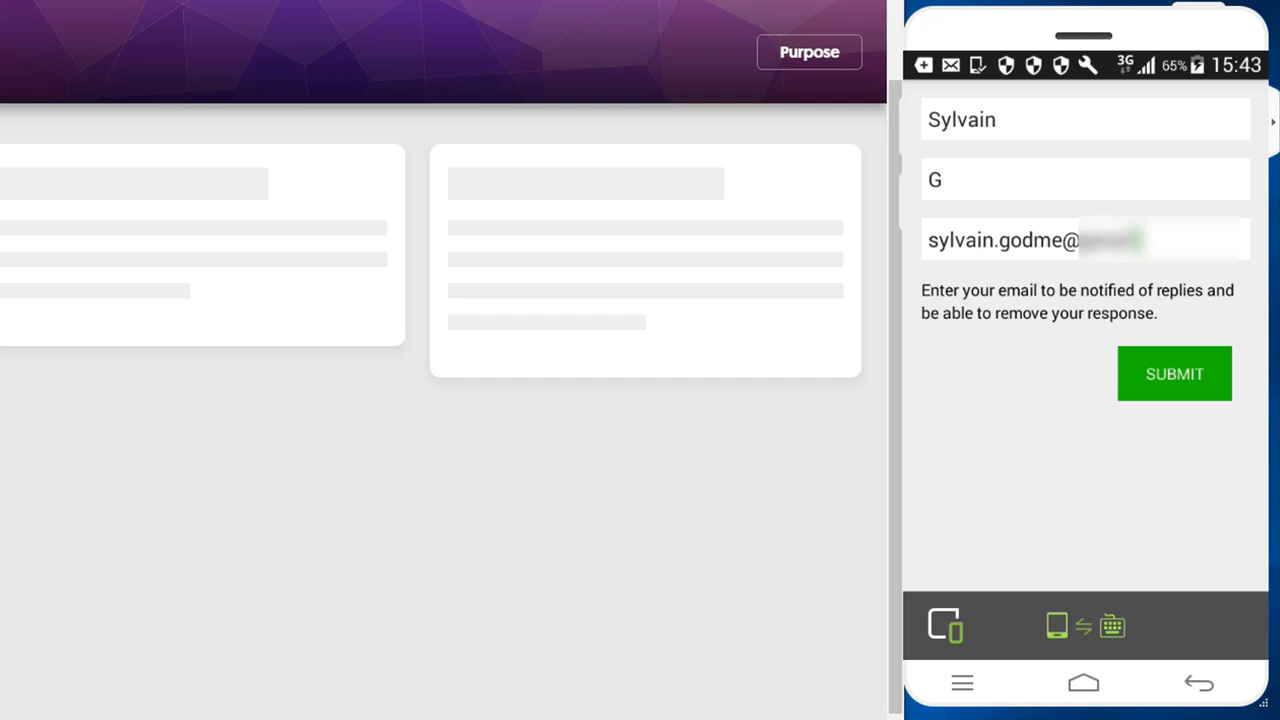 Purpose
3G
65%
15:43
Sylvain
G
sylvain.godme@
Enter your email to be notified of replies and
be able to remove your response.
SUBMIT